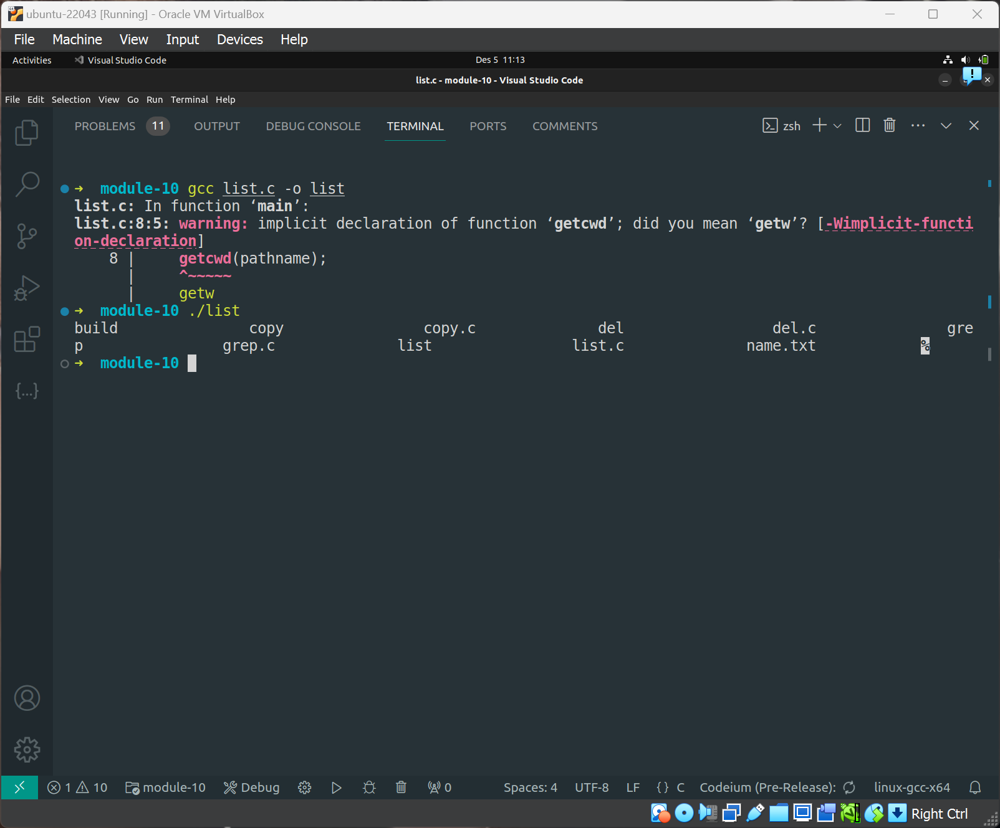 ubuntu-22043 [Running] - Oracle VM VirtualBox
File Machine View Input Devices Help
Activities Visual Studio Code Des 5 11:13
list.c - module-10 - Visual Studio Code
File Edit Selection View Go Run Terminal Help
PROBLEMS 11 OUTPUT DEBUG CONSOLE TERMINAL PORTS COMMENTS zsh
➜ module-10 gcc list.c -o list
list.c: In function ‘main’:
list.c:8:5: warning: implicit declaration of function ‘getcwd’; did you mean ‘getw’? [-Wimplicit-functi
on-declaration]
8 | getcwd(pathname);
| ^~~~~~
| getw
➜ module-10 ./list
build copy copy.c del del.c gre
p grep.c list list.c name.txt %
➜ module-10
{...}
1 10 module-10 Debug 0 Spaces: 4 UTF-8 LF {} C Codeium (Pre-Release): linux-gcc-x64
Right Ctrl